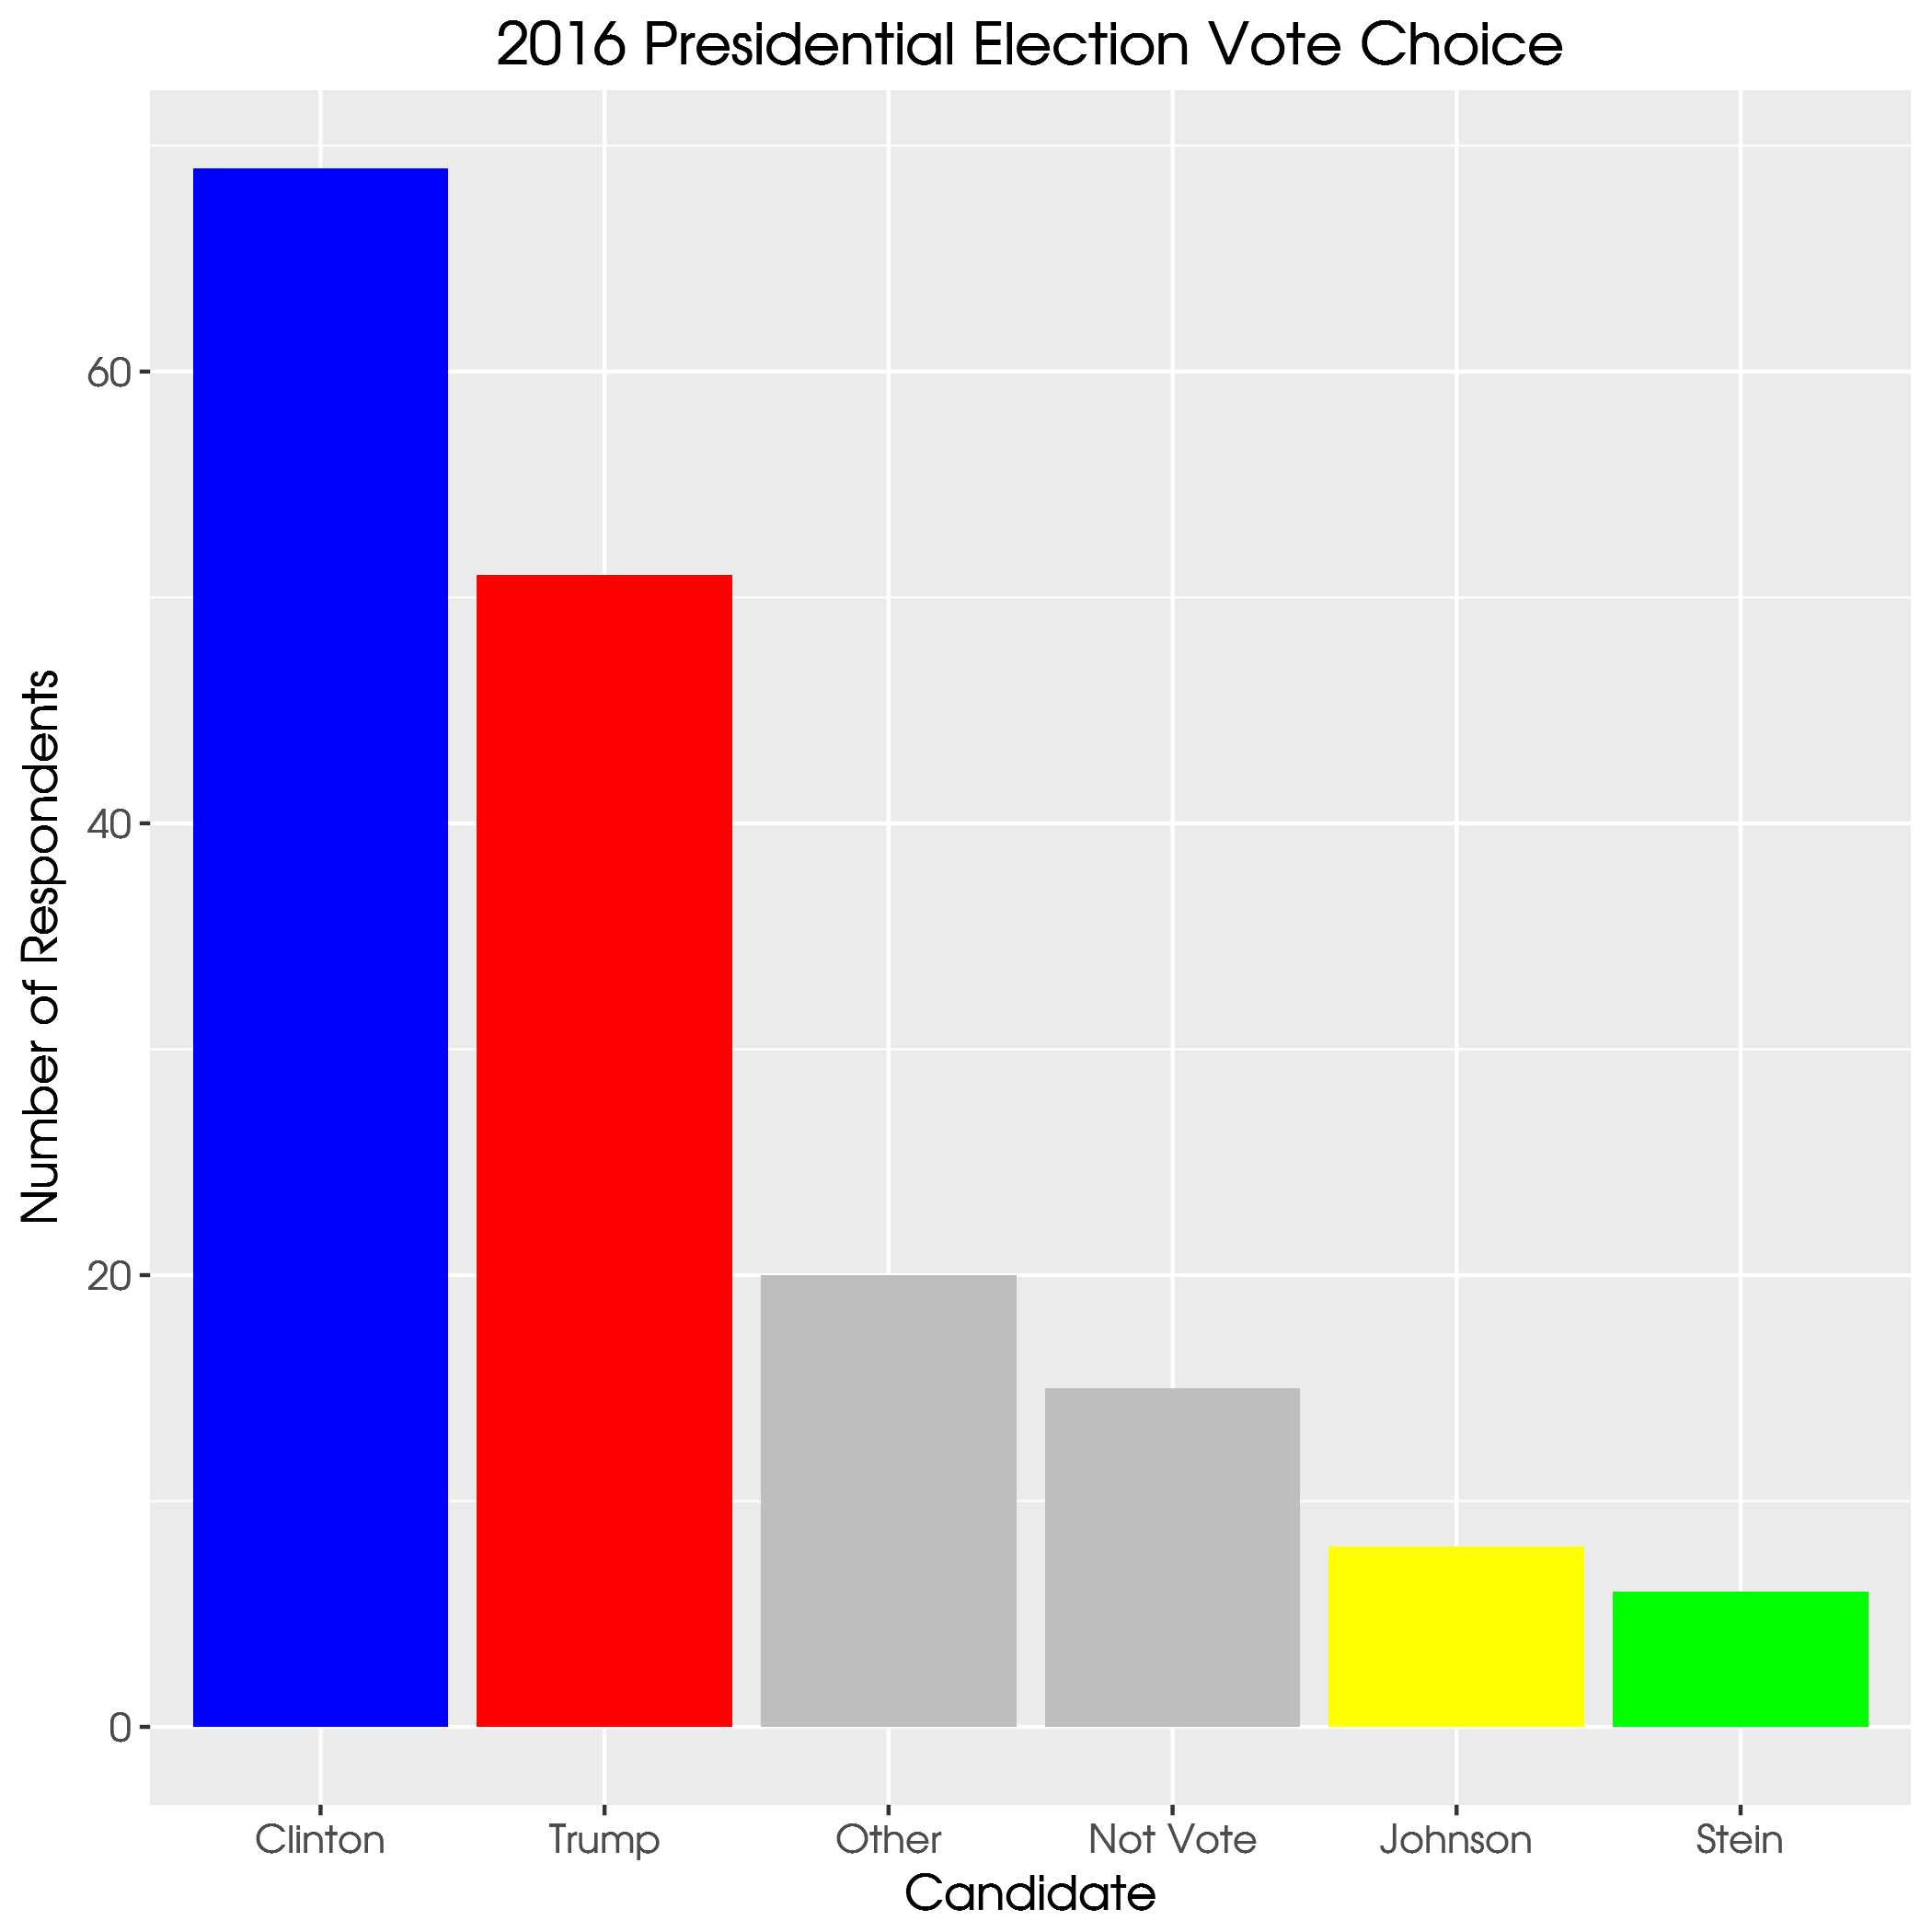 2016 Presidential Election Vote Choice
Number of Respondents
60
40
20
0
Clinton Trump Other Not Vote Johnson Stein
Candidate